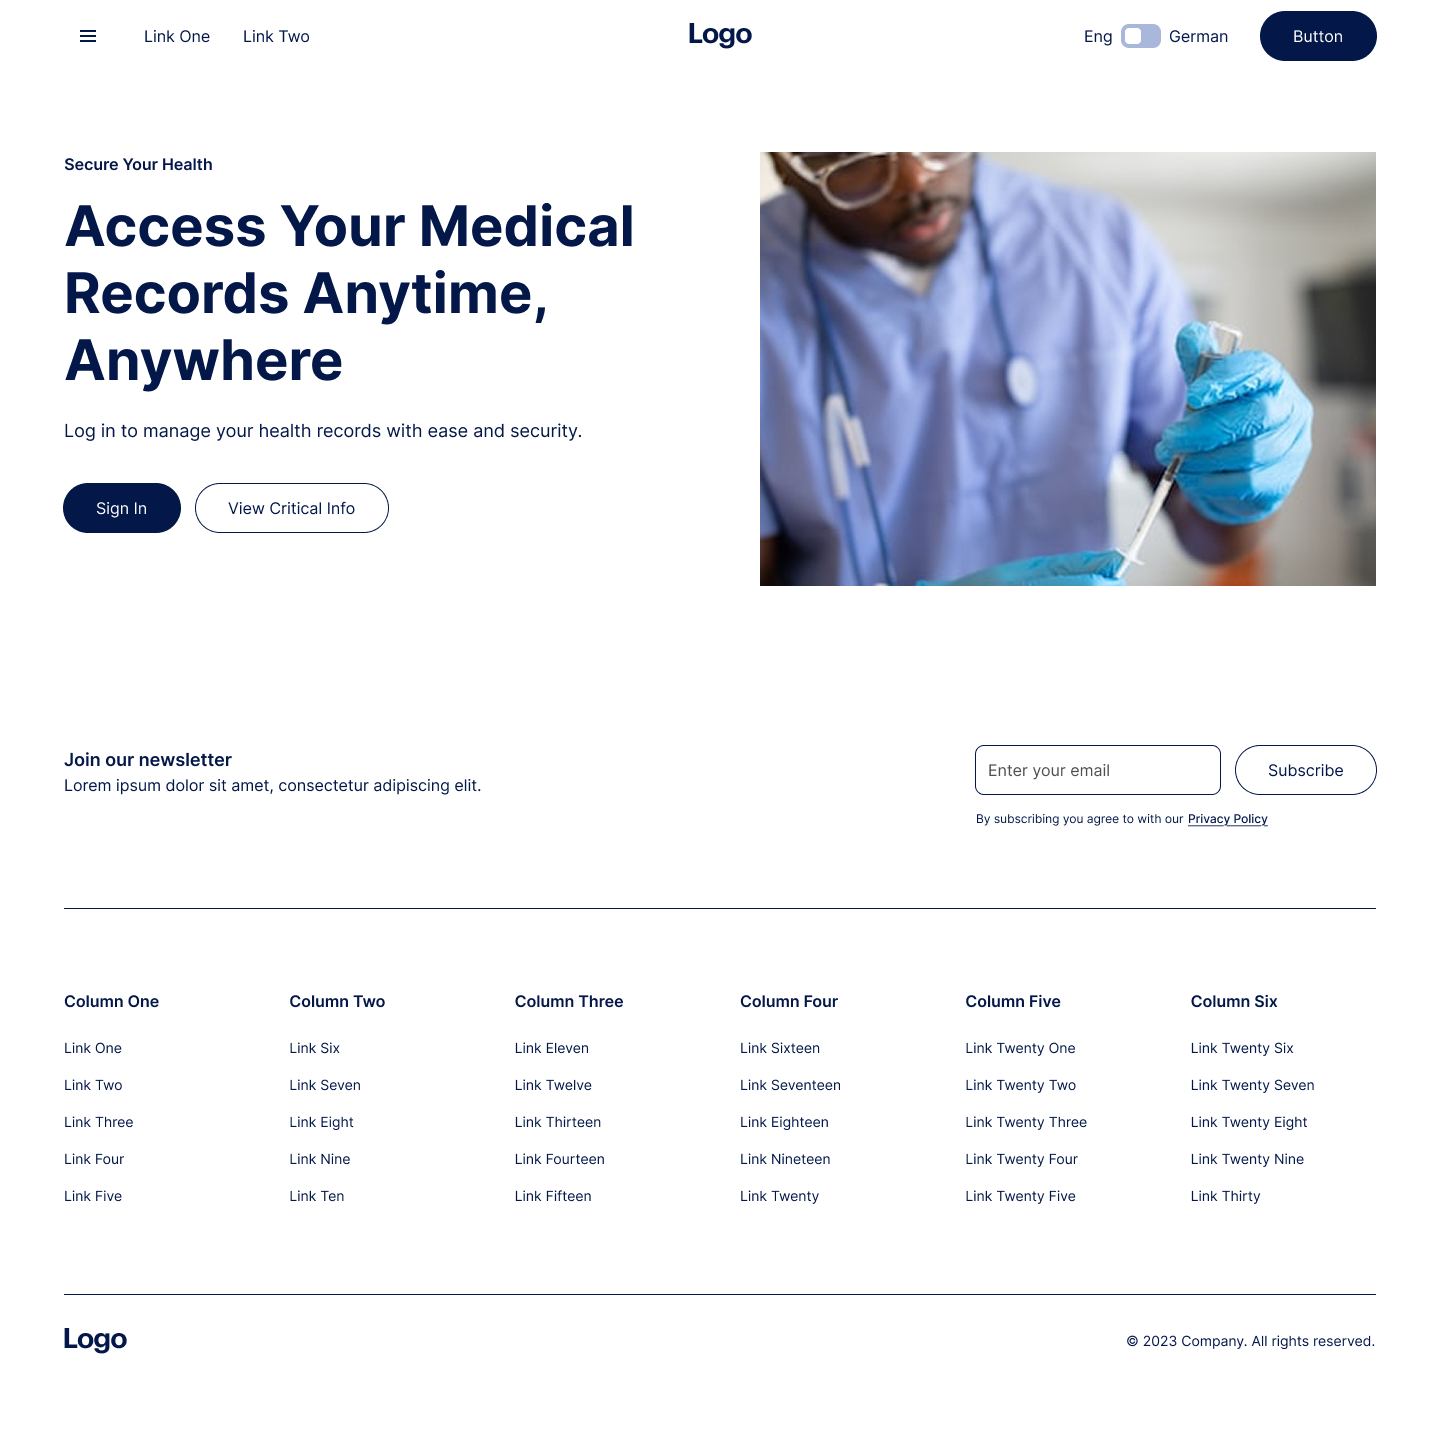 Link One
Link Two
Logo
Eng
German
Button
Secure Your Health
Access Your Medical
Records Anytime,
Anywhere
Log in to manage your health records with ease and security.
Sign In
View Critical Info
Join our newsletter
Lorem ipsum dolor sit amet, consectetur adipiscing elit.
Enter your email
Subscribe
By subscribing you agree to with our Privacy Policy
Column One
Link One
Link Two
Link Three
Link Four
Link Five
Column Two
Link Six
Link Seven
Link Eight
Link Nine
Link Ten
Column Three
Link Eleven
Link Twelve
Link Thirteen
Link Fourteen
Link Fifteen
Column Four
Link Sixteen
Link Seventeen
Link Eighteen
Link Nineteen
Link Twenty
Column Five
Link Twenty One
Link Twenty Two
Link Twenty Three
Link Twenty Four
Link Twenty Five
Column Six
Link Twenty Six
Link Twenty Seven
Link Twenty Eight
Link Twenty Nine
Link Thirty
Logo
© 2023 Company. All rights reserved.